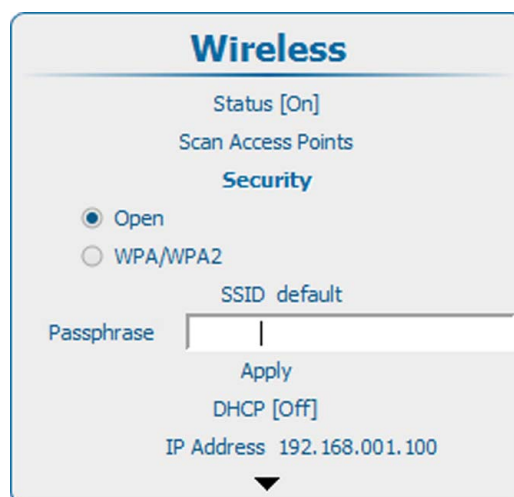 Wireless
Status [On]
Scan Access Points
Security
Open
WPA/WPA2
SSID default
Passphrase
Apply
DHCP [Off]
IP Address 192.168.001.100